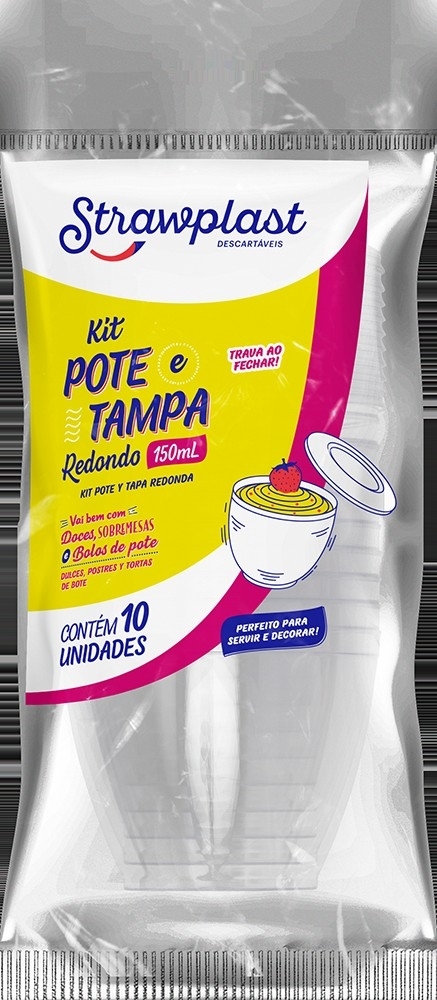 Strawplast
DESCARTÁVEIS
Kit
POTE e
TAMPA
Redondo 150mL
KIT POTE Y TAPA REDONDA
TRAVA AO
FECHAR!
Vai bem com
Doces, SOBREMESAS
e Bolos de pote
DULCES, POSTRES Y TORTAS
DE BOTE
CONTÉM 10
UNIDADES
PERFEITO PARA
SERVIR E DECORAR!